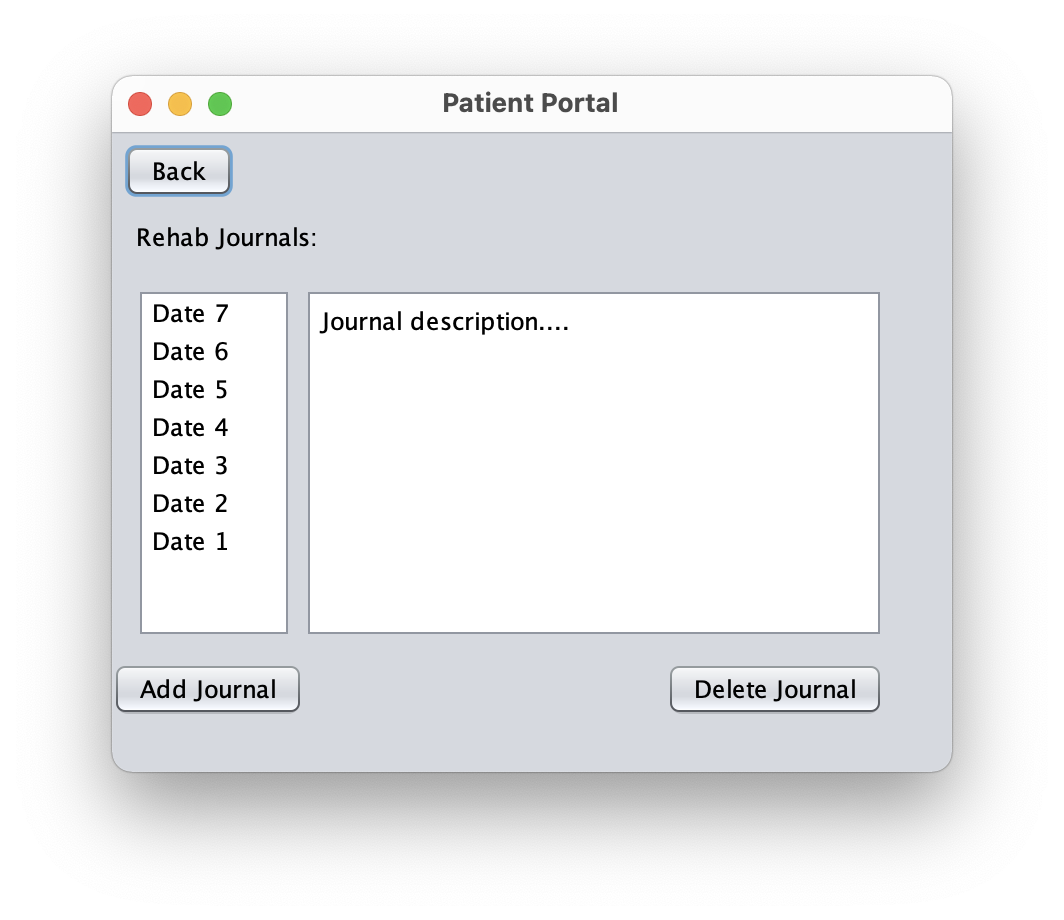 Patient Portal
Back
Rehab Journals:
Date 7
Date 6
Date 5
Date 4
Date 3
Date 2
Date 1
Journal description....
Add Journal
Delete Journal